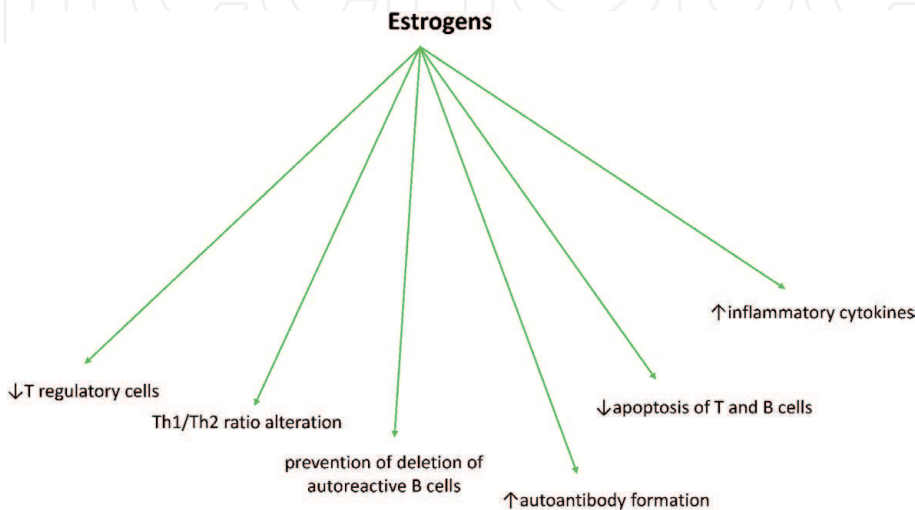 Estrogens
↑inflammatory cytokines
↓T regulatory cells
↓apoptosis of T and B cells
Th1/Th2 ratio alteration
prevention of deletion of
autoreactive B cells
↑autoantibody formation